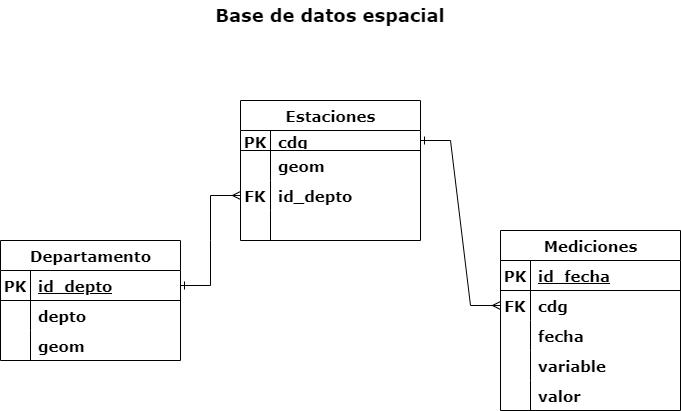 Base de datos espacial
Estaciones
PK cdg
geom
FK id_depto
Departamento
PK id_depto
depto
geom
Mediciones
PK id_fecha
FK cdg
fecha
variable
valor